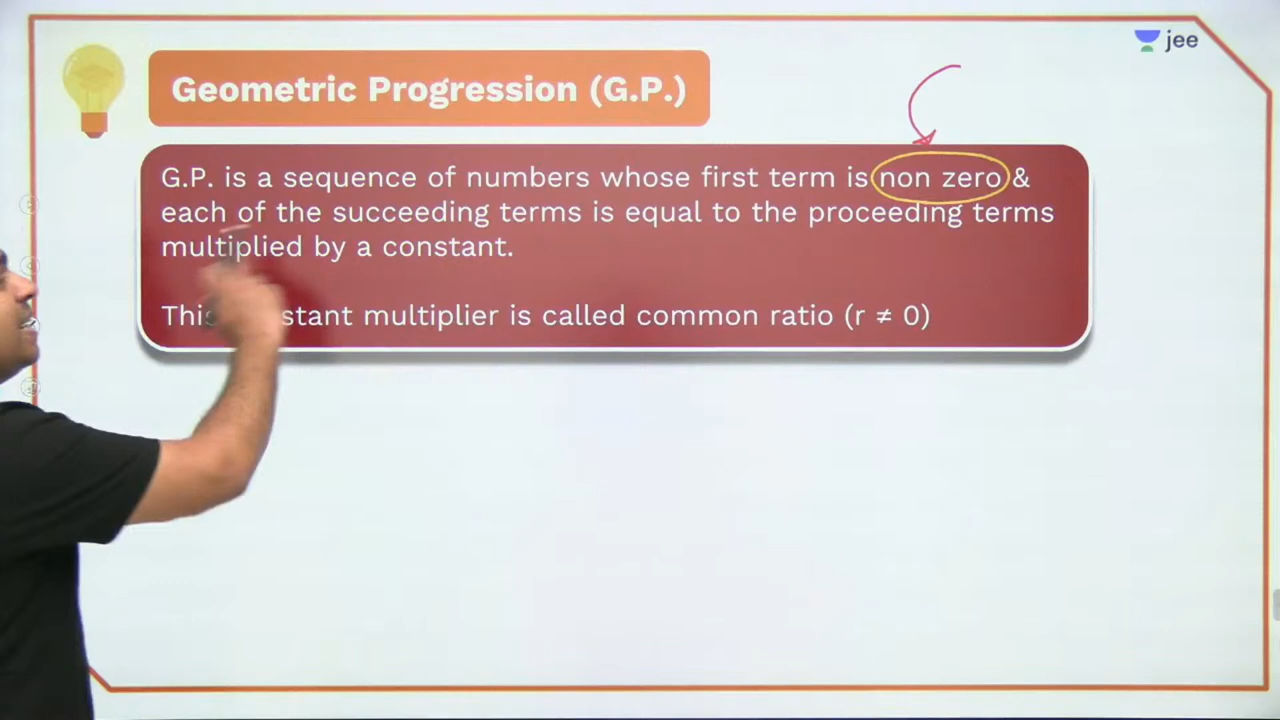 jee
Geometric Progression (G.P.)
G.P. is a sequence of numbers whose first term is non zero &
each of the succeeding terms is equal to the proceeding terms
multiplied by a constant.
This stant multiplier is called common ratio (r ≠ 0)